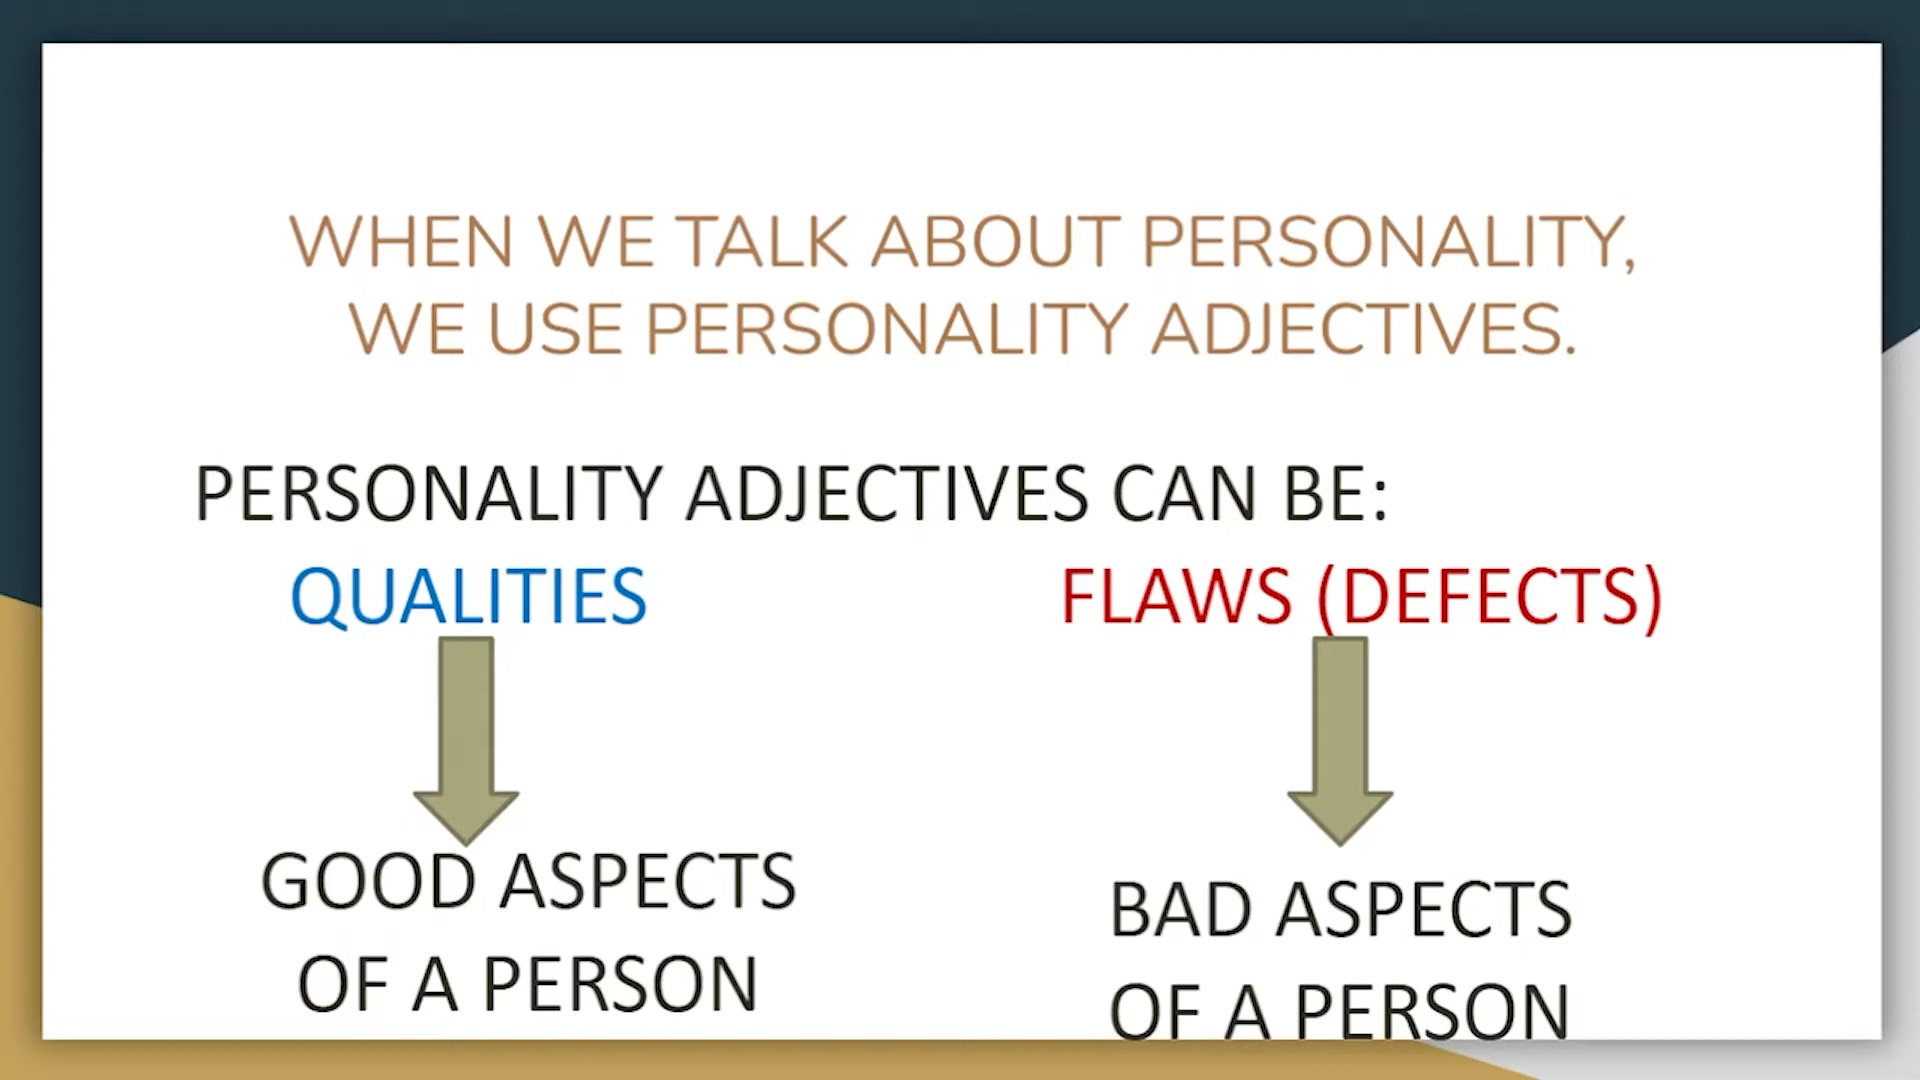 WHEN WE TALK ABOUT PERSONALITY,
WE USE PERSONALITY ADJECTIVES.
PERSONALITY ADJECTIVES CAN BE:
QUALITIES
FLAWS (DEFECTS)
GOOD ASPECTS
OF A PERSON
BAD ASPECTS
OF A PERSON